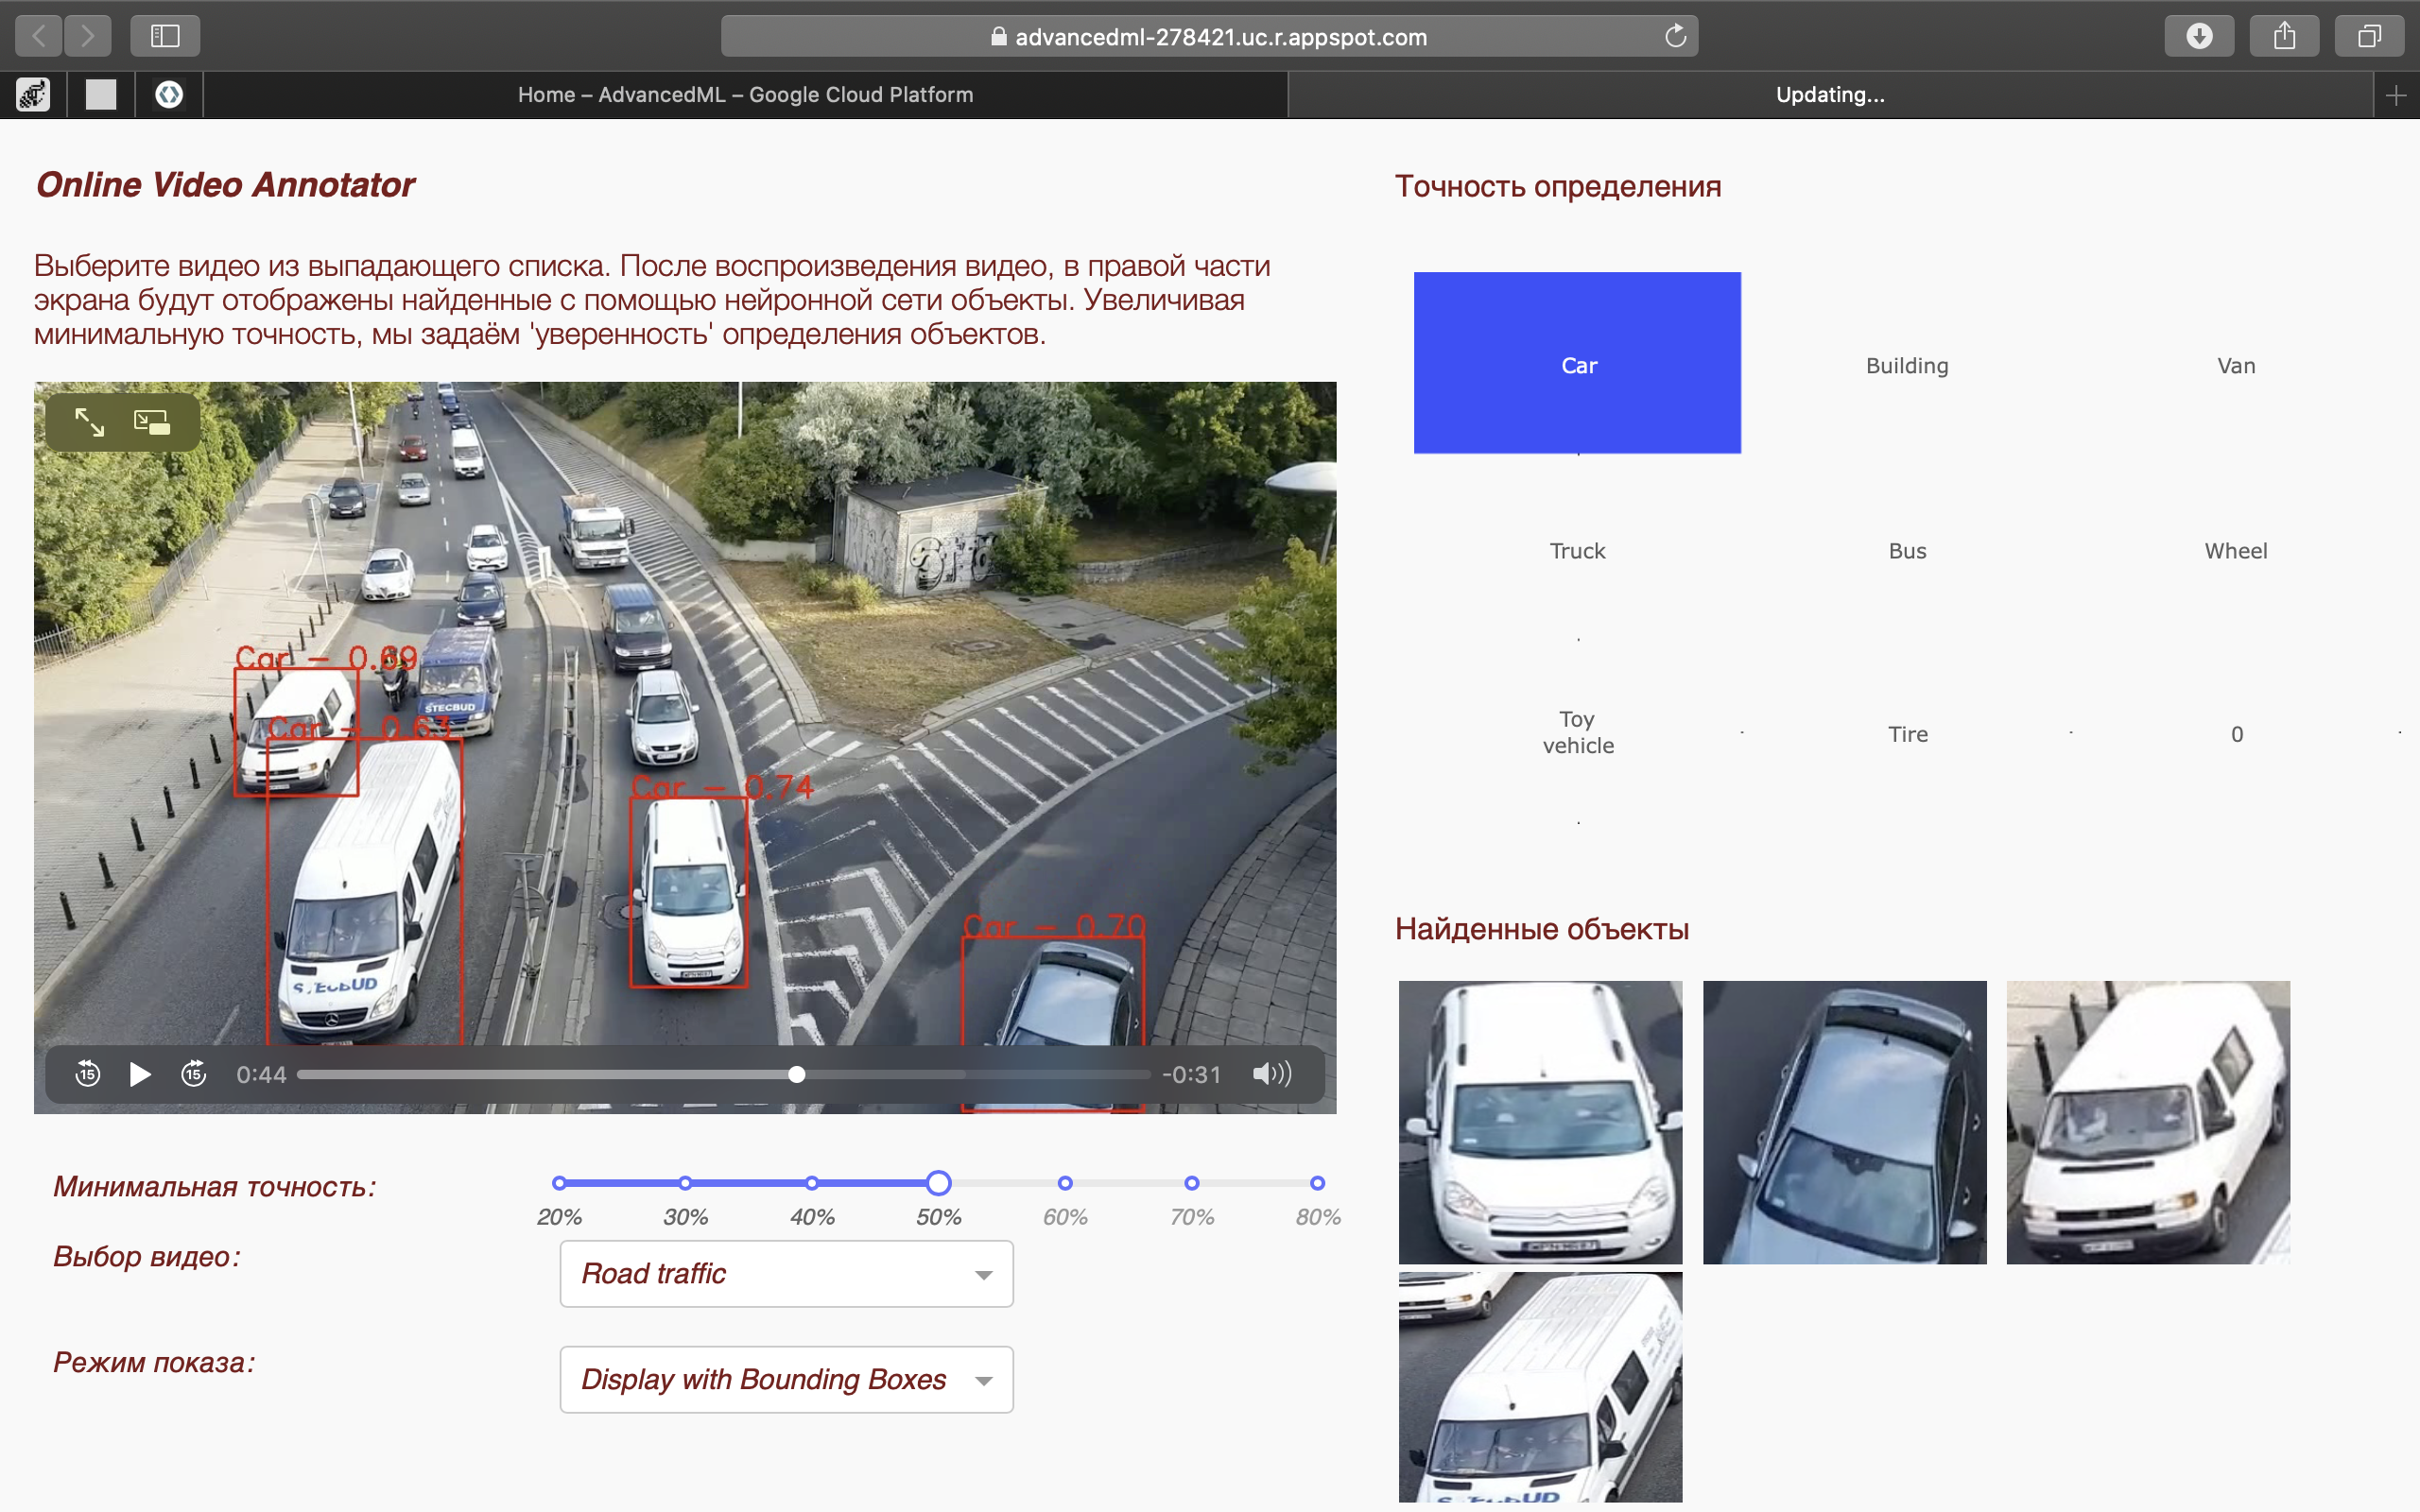 advancedml-278421.uc.r.appspot.com
Home – AdvancedML – Google Cloud Platform
Updating...
Online Video Annotator
Выберите видео из выпадающего списка. После воспроизведения видео, в правой части
экрана будут отображены найденные с помощью нейронной сети объекты. Увеличивая
минимальную точность, мы задаём 'уверенность' определения объектов.
Car - 0.69
STECBUD
Car - 0.63
Car - 0.74
Car - 0.70
15
15
0:44
-0:31
Минимальная точность:
20%
30%
40%
50%
60%
70%
80%
Выбор видео:
Road traffic
Режим показа:
Display with Bounding Boxes
Точность определения
Car
Building
Van
Truck
Bus
Wheel
Toy
vehicle
Tire
0
Найденные объекты